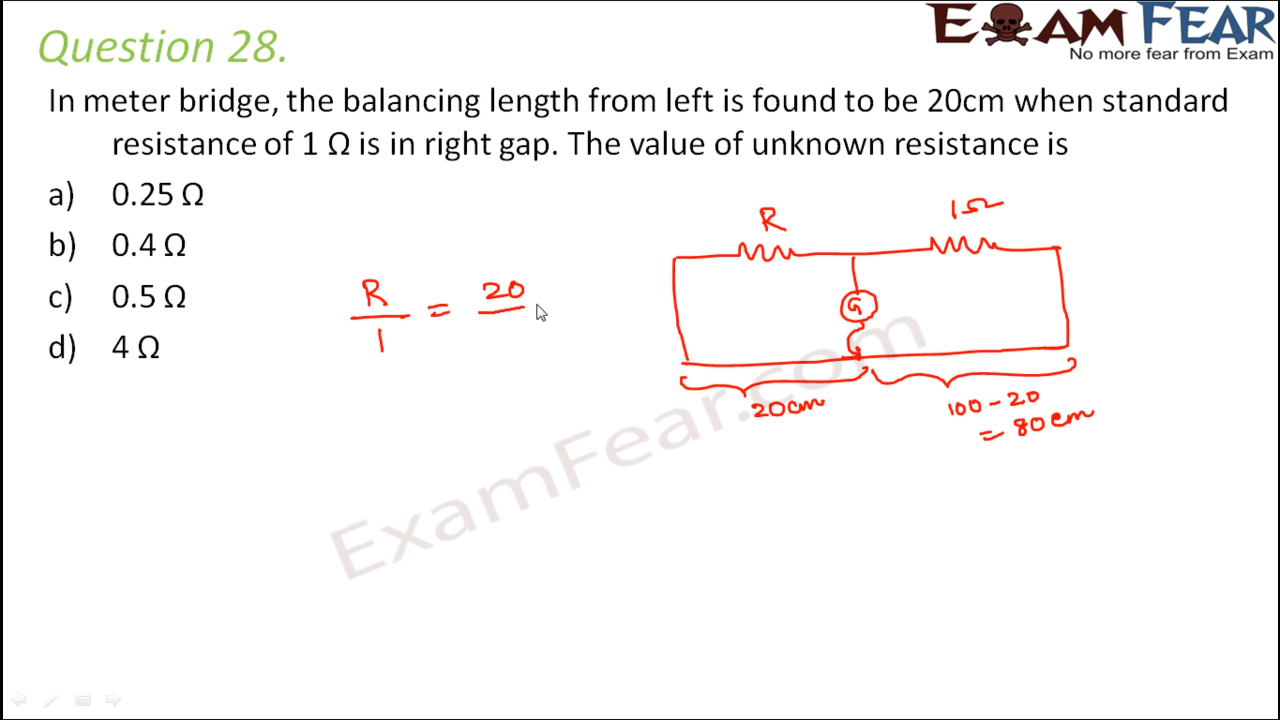 EXAM FEAR
No more fear from Exam
Question 28.
In meter bridge, the balancing length from left is found to be 20cm when standard
resistance of 1 Ω is in right gap. The value of unknown resistance is
a) 0.25 Ω
b) 0.4 Ω
c) 0.5 Ω
d) 4 Ω
R
1
=
20
R
1Ω
G
20cm
100-20
= 80cm
ExamFear.com